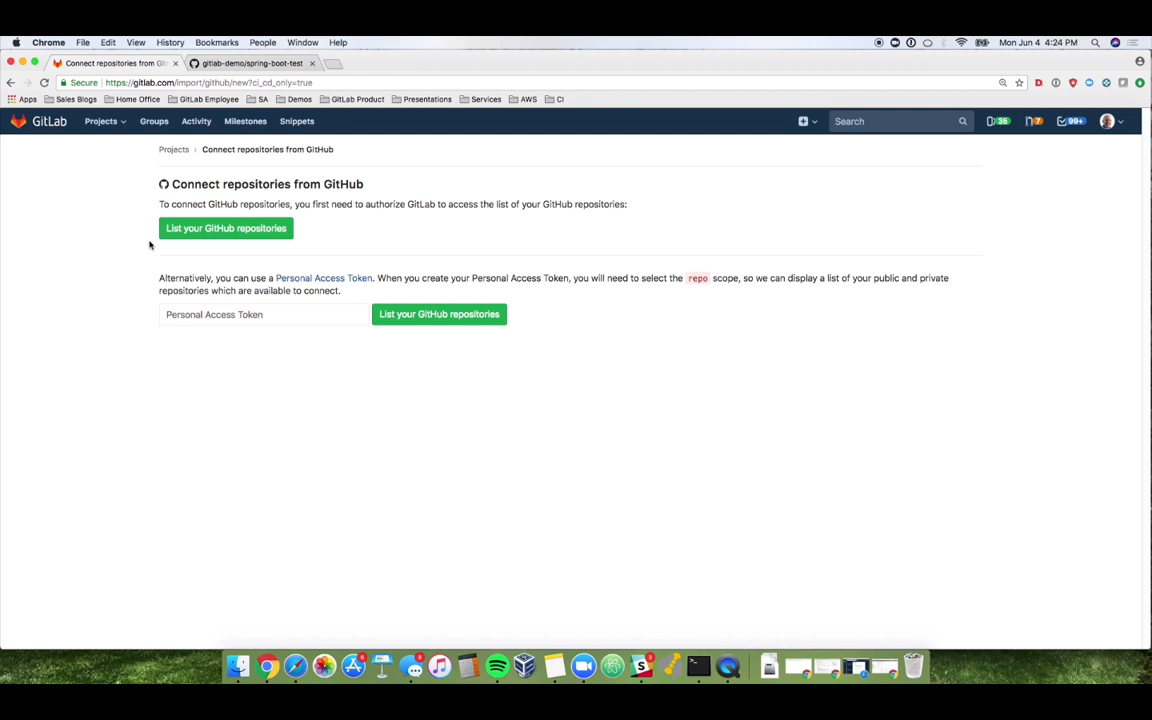 Chrome File Edit View History Bookmarks People Window Help Mon Jun 4 4:24 PM
Connect repositories from Git gitlab-demo/spring-boot-test
Secure https://gitlab.com/import/github/new?ci_cd_only=true
Apps Sales Blogs Home Office GitLab Employee SA Demos GitLab Product Presentations Services AWS CI
GitLab Projects Groups Activity Milestones Snippets Search 35 7 99+
Projects > Connect repositories from GitHub
Connect repositories from GitHub
To connect GitHub repositories, you first need to authorize GitLab to access the list of your GitHub repositories:
List your GitHub repositories
Alternatively, you can use a Personal Access Token. When you create your Personal Access Token, you will need to select the repo scope, so we can display a list of your public and private
repositories which are available to connect.
Personal Access Token List your GitHub repositories